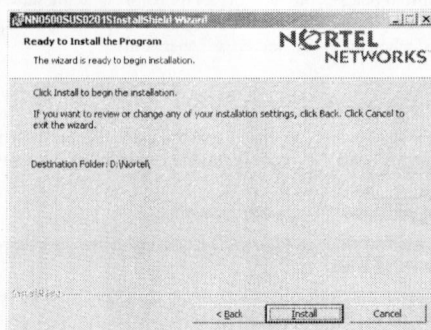 NN0500SUS0201SInstallShield Wizard
Ready to Install the Program
The wizard is ready to begin installation.
NORTEL
NETWORKS
Click Install to begin the installation.
If you want to review or change any of your installation settings, click Back. Click Cancel to
exit the wizard.
Destination Folder: D:\Nortel\
InstallShield
< Back
Install
Cancel